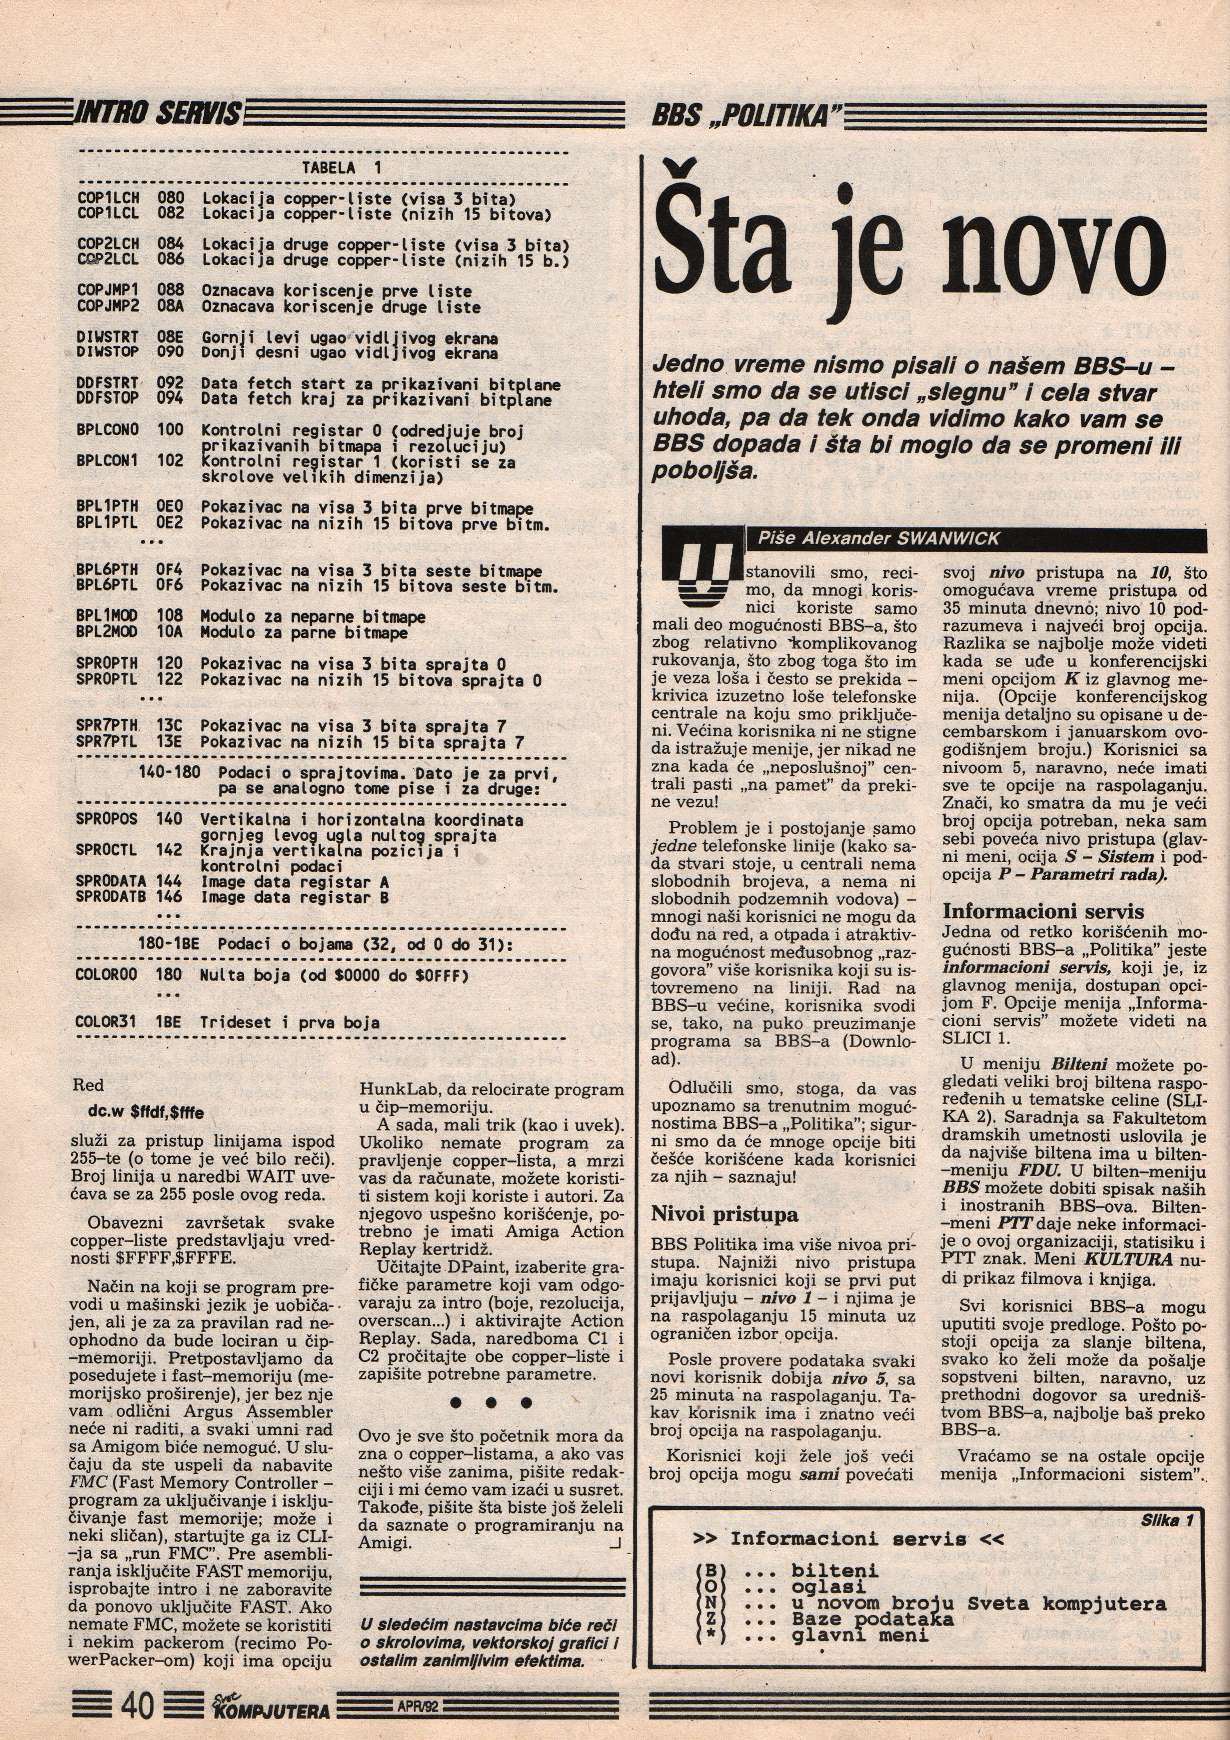 INTRO SERVIS
TABELA 1
COP1LCH 080 Lokacija copper-liste (visa 3 bita)
COP1LCL 082 Lokacija copper-liste (nizih 15 bitova)
COP2LCH 084 Lokacija druge copper-liste (visa 3 bita)
COP2LCL 086 Lokacija druge copper-liste (nizih 15 b.)
COPJMP1 088 Oznacava koriscenje prve liste
COPJMP2 08A Oznacava koriscenje druge liste
DIWSTRT 08E Gornji levi ugao vidljivog ekrana
DIWSTOP 090 Donji desni ugao vidljivog ekrana
DDFSTRT 092 Data fetch start za prikazivani bitplane
DDFSTOP 094 Data fetch kraj za prikazivani bitplane
BPLCON0 100 Kontrolni registar 0 (odredjuje broj
prikazivanih bitmapa i rezoluciju)
BPLCON1 102 Kontrolni registar 1 (koristi se za
skrolove velikih dimenzija)
BPL1PTH 0E0 Pokazivac na visa 3 bita prve bitmape
BPL1PTL 0E2 Pokazivac na nizih 15 bitova prve bitm.
...
BPL6PTH 0F4 Pokazivac na visa 3 bita seste bitmape
BPL6PTL 0F6 Pokazivac na nizih 15 bitova seste bitm.
BPL1MOD 108 Modulo za neparne bitmape
BPL2MOD 10A Modulo za parne bitmape
SPR0PTH 120 Pokazivac na visa 3 bita sprajta 0
SPR0PTL 122 Pokazivac na nizih 15 bitova sprajta 0
...
SPR7PTH 13C Pokazivac na visa 3 bita sprajta 7
SPR7PTL 13E Pokazivac na nizih 15 bita sprajta 7
140-180 Podaci o sprajtovima. Dato je za prvi,
pa se analogno tome pise i za druge:
SPR0POS 140 Vertikalna i horizontalna koordinata
gornjeg levog ugla nultog sprajta
SPR0CTL 142 Krajnja vertikalna pozicija i
kontrolni podaci
SPR0DATA 144 Image data registar A
SPR0DATB 146 Image data registar B
...
180-1BE Podaci o bojama (32, od 0 do 31):
COLOR00 180 Nulta boja (od $0000 do $0FFF)
...
COLOR31 1BE Trideset i prva boja
Red
dc.w $ffdf,$fffe
služi za pristup linijama ispod
255-te (o tome je već bilo reči).
Broj linija u naredbi WAIT uve-
ćava se za 255 posle ovog reda.
Obavezni završetak svake
copper–liste predstavljaju vred-
nosti $FFFF,$FFFE.
Način na koji se program pre-
vodi u mašinski jezik je uobiča-
jen, ali je za za pravilan rad ne-
ophodno da bude lociran u čip-
–memoriji. Pretpostavljamo da
posedujete i fast–memoriju (me-
morijsko proširenje), jer bez nje
vam odlični Argus Assembler
neće ni raditi, a svaki umni rad
sa Amigom biće nemoguć. U slu-
čaju da ste uspeli da nabavite
FMC (Fast Memory Controller –
program za uključivanje i isklju-
čivanje fast memorije; može i
neki sličan), startujte ga iz CLI-
–ja sa „run FMC”. Pre asembli-
ranja isključite FAST memoriju,
isprobajte intro i ne zaboravite
da ponovo uključite FAST. Ako
nemate FMC, možete se koristiti
i nekim packerom (recimo Po-
werPacker–om) koji ima opciju
HunkLab, da relocirate program
u čip–memoriju.
A sada, mali trik (kao i uvek).
Ukoliko nemate program za
pravljenje copper–lista, a mrzi
vas da računate, možete koristi-
ti sistem koji koriste i autori. Za
njegovo uspešno korišćenje, po-
trebno je imati Amiga Action
Replay kertridž.
Učitajte DPaint, izaberite gra-
fičke parametre koji vam odgo-
varaju za intro (boje, rezolucija,
overscan...) i aktivirajte Action
Replay. Sada, naredboma C1 i
C2 pročitajte obe copper–liste i
zapišite potrebne parametre.
● ● ●
Ovo je sve što početnik mora da
zna o copper–listama, a ako vas
nešto više zanima, pišite redak-
ciji i mi ćemo vam izaći u susret.
Takođe, pišite šta biste još želeli
da saznate o programiranju na
Amigi.
U sledećim nastavcima biće reči
o skrolovima, vektorskoj grafici i
ostalim zanimljivim efektima.
BBS „POLITIKA”
Šta je novo
Jedno vreme nismo pisali o našem BBS–u –
hteli smo da se utisci „slegnu” i cela stvar
uhoda, pa da tek onda vidimo kako vam se
BBS dopada i šta bi moglo da se promeni ili
poboljša.
Piše Alexander SWANWICK
Ustanovili smo, reci-
mo, da mnogi koris-
nici koriste samo
mali deo mogućnosti BBS–a, što
zbog relativno komplikovanog
rukovanja, što zbog toga što im
je veza loša i često se prekida –
krivica izuzetno loše telefonske
centrale na koju smo priključe-
ni. Većina korisnika ni ne stigne
da istražuje menije, jer nikad ne
zna kada će „neposlušnoj” cen-
trali pasti „na pamet” da preki-
ne vezu!
Problem je i postojanje samo
jedne telefonske linije (kako sa-
da stvari stoje, u centrali nema
slobodnih brojeva, a nema ni
slobodnih podzemnih vodova) –
mnogi naši korisnici ne mogu da
dođu na red, a otpada i atraktiv-
na mogućnost međusobnog „raz-
govora” više korisnika koji su is-
tovremeno na liniji. Rad na
BBS–u većine, korisnika svodi
se, tako, na puko preuzimanje
programa sa BBS–a (Downlo-
ad).
Odlučili smo, stoga, da vas
upoznamo sa trenutnim moguć-
nostima BBS–a „Politika”; sigur-
ni smo da će mnoge opcije biti
češće korišćene kada korisnici
za njih – saznaju!
Nivoi pristupa
BBS Politika ima više nivoa pri-
stupa. Najniži nivo pristupa
imaju korisnici koji se prvi put
prijavljuju – nivo 1 – i njima je
na raspolaganju 15 minuta uz
ograničen izbor opcija.
Posle provere podataka svaki
novi korisnik dobija nivo 5, sa
25 minuta na raspolaganju. Ta-
kav korisnik ima i znatno veći
broj opcija na raspolaganju.
Korisnici koji žele još veći
broj opcija mogu sami povećati
svoj nivo pristupa na 10, što
omogućava vreme pristupa od
35 minuta dnevno; nivo 10 pod-
razumeva i najveći broj opcija.
Razlika se najbolje može videti
kada se uđe u konferencijski
meni opcijom K iz glavnog me-
nija. (Opcije konferencijskog
menija detaljno su opisane u de-
cembarskom i januarskom ovo-
godišnjem broju.) Korisnici sa
nivoom 5, naravno, neće imati
sve te opcije na raspolaganju.
Znači, ko smatra da mu je veći
broj opcija potreban, neka sam
sebi poveća nivo pristupa (glav-
ni meni, ocija S – Sistem i pod-
opcija P – Parametri rada).
Informacioni servis
Jedna od retko korišćenih mo-
gućnosti BBS–a „Politika” jeste
informacioni servis, koji je, iz
glavnog menija, dostupan opci-
jom F. Opcije menija „Informa-
cioni servis” možete videti na
SLICI 1.
U meniju Bilteni možete po-
gledati veliki broj biltena raspo-
ređenih u tematske celine (SLI-
KA 2). Saradnja sa Fakultetom
dramskih umetnosti uslovila je
da najviše biltena ima u bilten-
–meniju FDU. U bilten–meniju
BBS možete dobiti spisak naših
i inostranih BBS–ova. Bilten-
–meni PTT daje neke informaci-
je o ovoj organizaciji, statisiku i
PTT znak. Meni KULTURA nu-
di prikaz filmova i knjiga.
Svi korisnici BBS–a mogu
uputiti svoje predloge. Pošto po-
stoji opcija za slanje biltena,
svako ko želi može da pošalje
sopstveni bilten, naravno, uz
prethodni dogovor sa uredniš-
tvom BBS–a, najbolje baš preko
BBS–a.
Vraćamo se na ostale opcije
menija „Informacioni sistem”.
Slika 1
>> Informacioni servis <<
(B) ... bilteni
(O) ... oglasi
(N) ... u novom broju Sveta kompjutera
(Z) ... Baze podataka
(*) ... glavni meni
40 Svet KOMPJUTERA APR/92